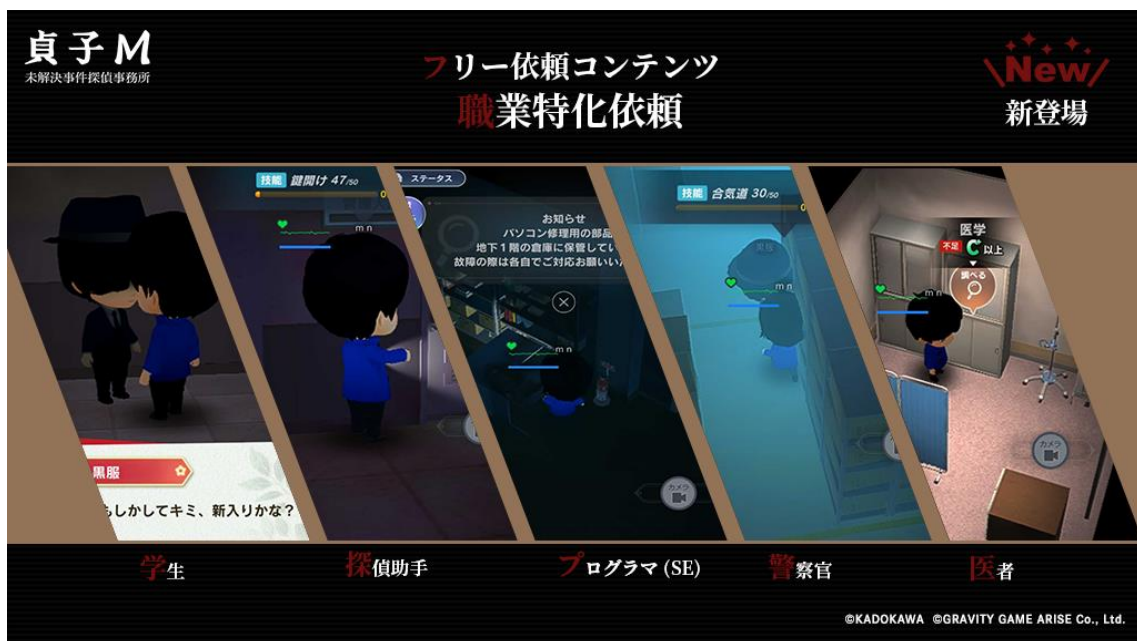 貞子M
未解決事件探偵事務所
フリー依頼コンテンツ
職業特化依頼
New
新登場
黒服
もしかしてキミ、新入りかな?
技能 鍵開け 47/50
0
m n
ステータス
お知らせ
パソコン修理用の部品
地下1階の倉庫に保管してい
故障の際は各自でご対応お願いいた
m n
カメラ
技能 合気道 30/50
0
m n
医学
不足 C 以上
調べる
m n
カメラ
学生
探偵助手
プログラマ (SE)
警察官
医者
©KADOKAWA ©GRAVITY GAME ARISE Co., Ltd.